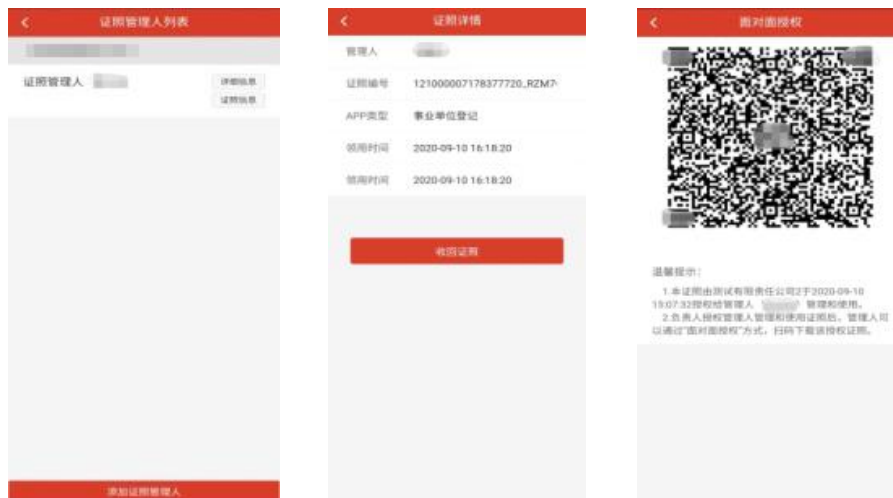 证照管理人列表
证照管理人
详细信息
证照信息
添加证照管理人
证照详情
管理人
证照编号 121000007178377720_RZM7
APP类型 事业单位登记
领用时间 2020-09-10 16:18:20
领用时间 2020-09-10 16:18:20
收回证照
面对面授权
温馨提示：
1.本证照由测试有限责任公司2于2020-09-10
19:07:32授权给管理人 管理和使用。
2.负责人授权管理人管理和使用证照后，管理人可
以通过"面对面授权"方式，扫码下载该授权证照。